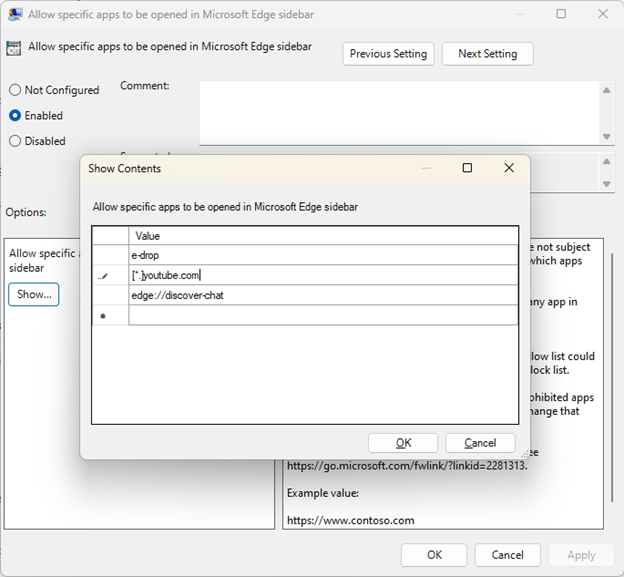 Allow specific apps to be opened in Microsoft Edge sidebar
Allow specific apps to be opened in Microsoft Edge sidebar
Previous Setting
Next Setting
Not Configured
Comment:
Enabled
Disabled
Options:
Allow specific a
sidebar
Show...
Show Contents
Allow specific apps to be opened in Microsoft Edge sidebar
Value
e-drop
[*.]youtube.com
edge://discover-chat
OK
Cancel
e not subject
which apps
any app in
low list could
lock list.
ohibited apps
hange that
ee
https://go.microsoft.com/fwlink/?linkid=2281313.
Example value:
https://www.contoso.com
OK
Cancel
Apply